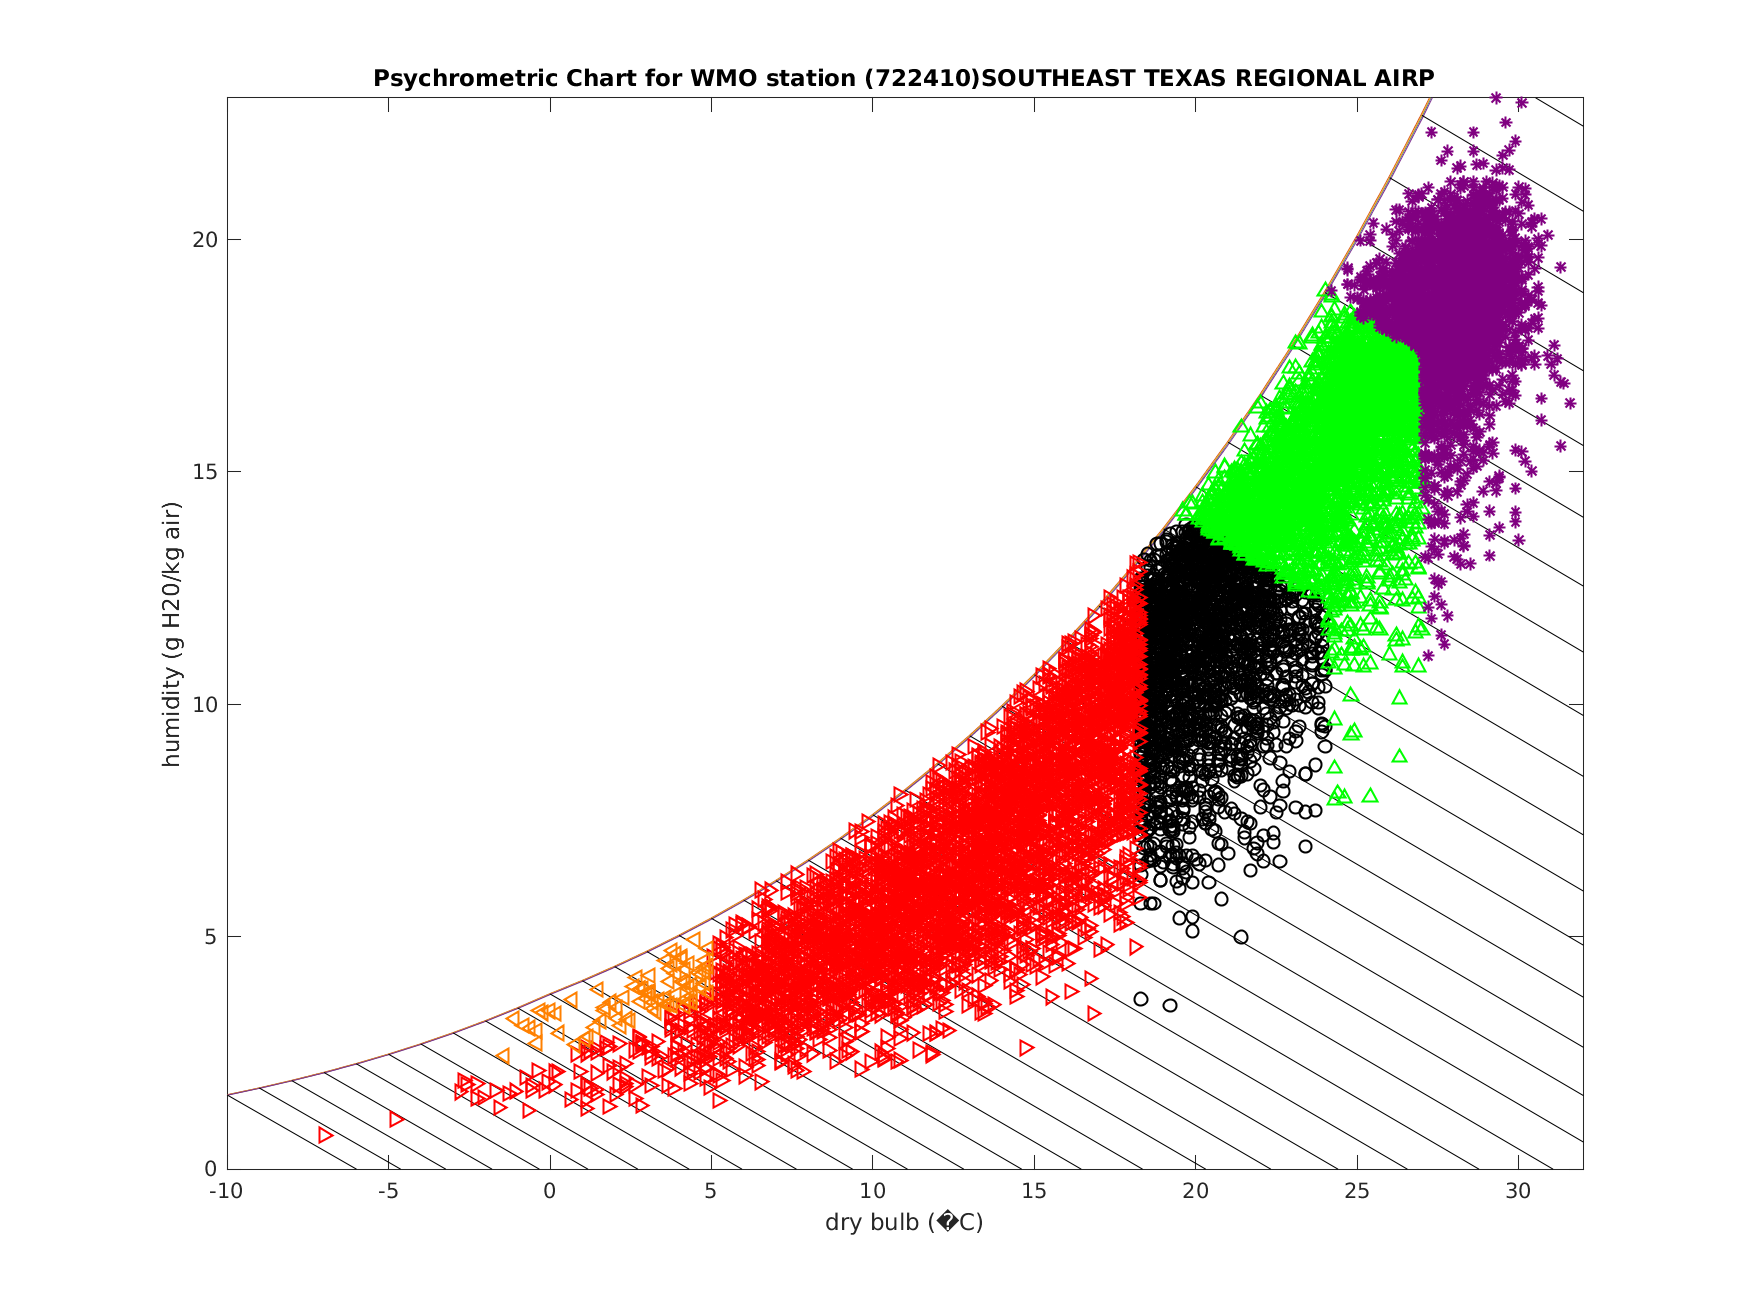 Psychrometric Chart for WMO station (722410)SOUTHEAST TEXAS REGIONAL AIRP
20
15
10
5
0
humidity (g H20/kg air)
-10 -5 0 5 10 15 20 25 30
dry bulb (�C)